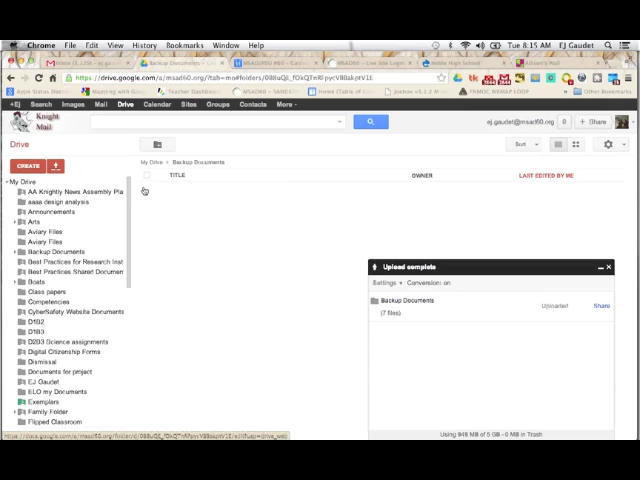 Chrome File Edit View History Bookmarks Window Help Tue 8:15 AM EJ Gaudet
Backup Documents
+EJ Search Images Mail Drive Calendar Sites Groups Contacts More
Knight
Mail
ej.gaudet@msad60.org 0 + Share
Drive
Sort
CREATE
My Drive > Backup Documents
TITLE OWNER LAST EDITED BY ME
My Drive
AA Knightly News Assembly Pla
aaaa design analysis
Announcements
Arts
Aviary Files
Aviary Files
Backup Documents
Best Practices for Research Inst
Best Practices Shared Documen
Boats
Class papers
Competencies
CyberSafety Website Documents
D1B2
D1B3
D2B3 Science assignments
Digital Citizenship Forms
Dismissal
Documents for project
EJ Gaudet
ELO my Documents
Exemplars
Family Folder
Flipped Classroom
Upload complete
Settings Conversion: on
Backup Documents
(7 files)
Uploaded Share
Using 949 MB of 5 GB - 0 MB in Trash